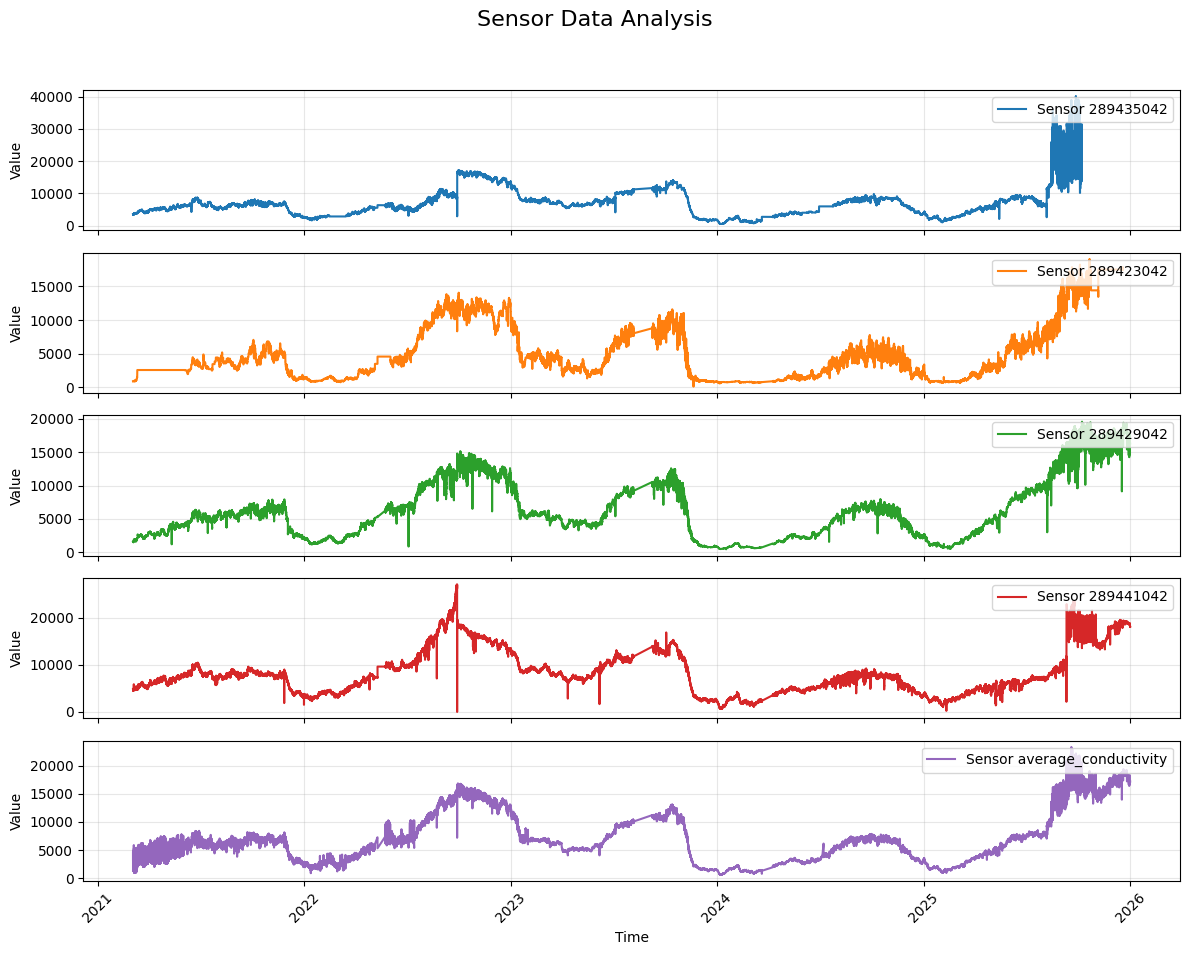 Sensor Data Analysis
40000
30000
20000
10000
0
Value
Sensor 289435042
15000
10000
5000
0
Value
Sensor 289423042
20000
15000
10000
5000
0
Value
Sensor 289429042
20000
10000
0
Value
Sensor 289441042
20000
15000
10000
5000
0
Value
Sensor average_conductivity
2021
2022
2023
2024
2025
2026
Time